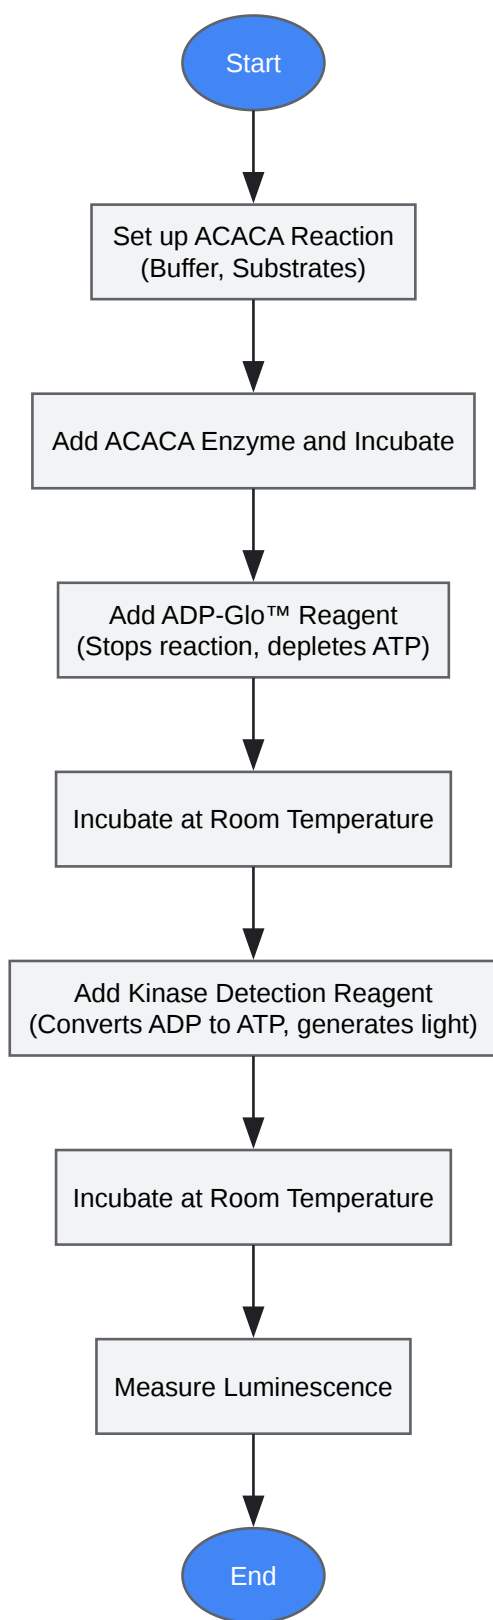 Start
Set up ACACA Reaction
(Buffer, Substrates)
Add ACACA Enzyme and Incubate
Add ADP-Glo™ Reagent
(Stops reaction, depletes ATP)
Incubate at Room Temperature
Add Kinase Detection Reagent
(Converts ADP to ATP, generates light)
Incubate at Room Temperature
Measure Luminescence
End